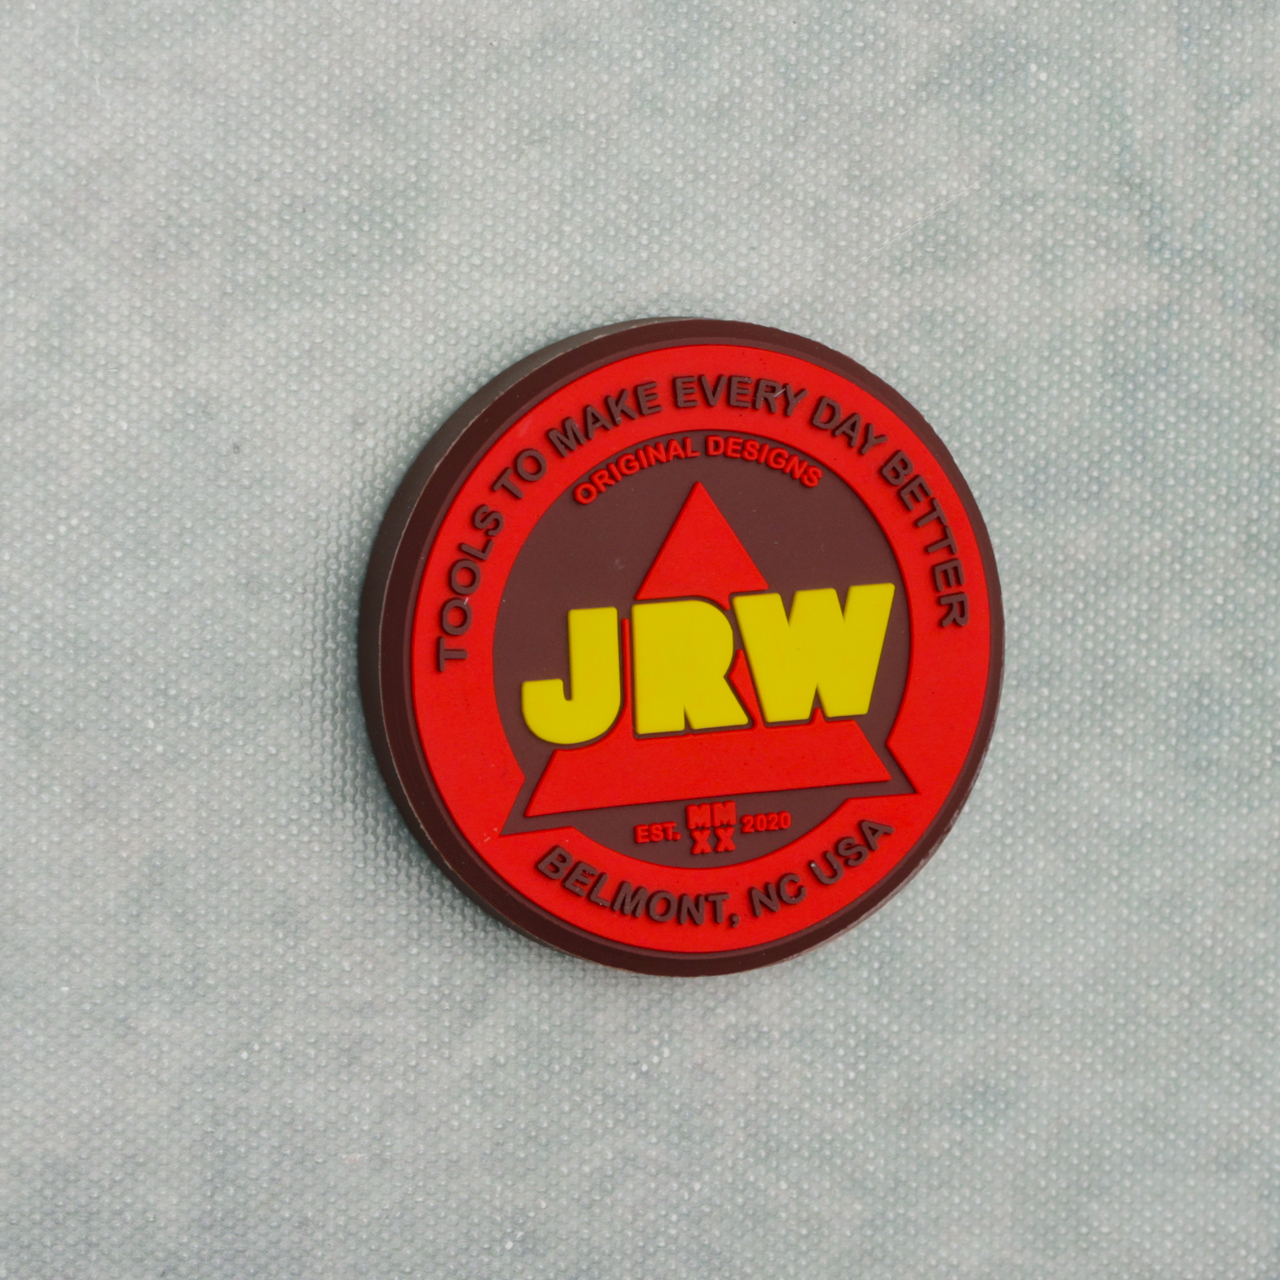 TOOLS TO MAKE EVERY DAY BETTER
ORIGINAL DESIGNS
JRW
EST. MM XX 2020
BELMONT, NC USA